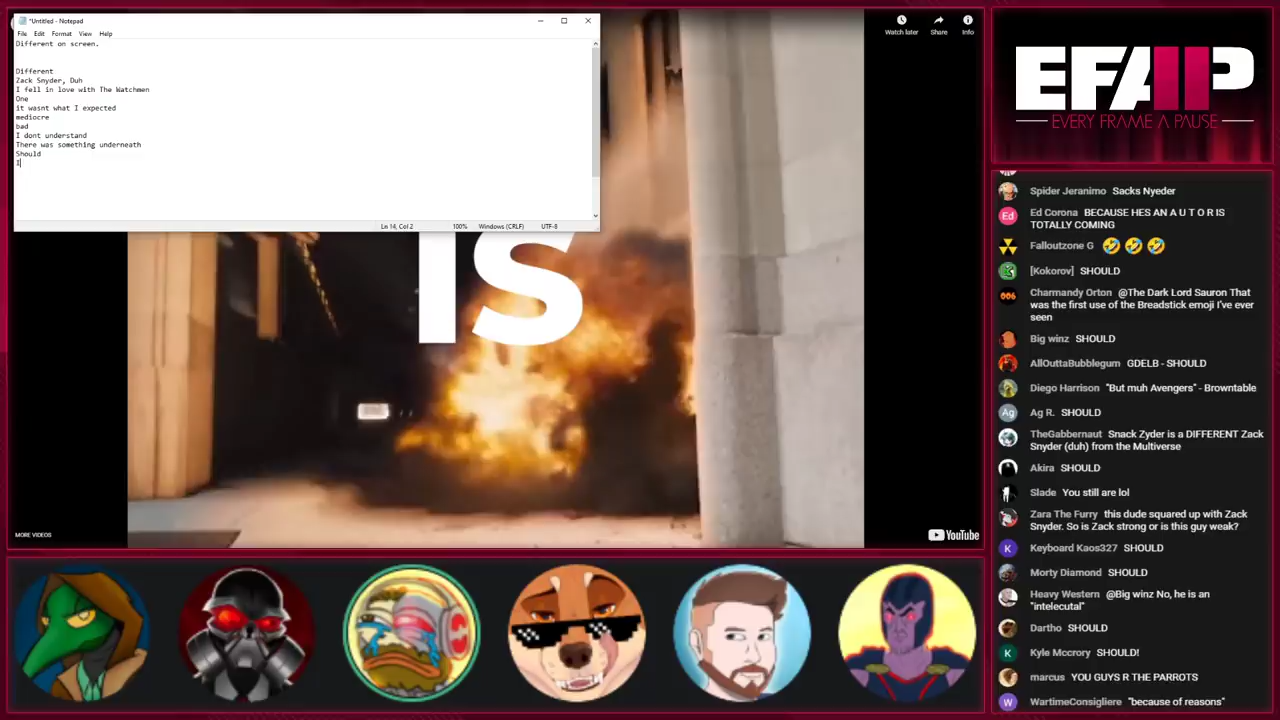 *Untitled - Notepad
File Edit Format View Help
Different on screen.
Different
Zack Snyder, Duh
I fell in love with The Watchmen
One
it wasnt what I expected
mediocre
bad
I dont understand
There was something underneath
Should
I
Ln 14, Col 2 100% Windows (CRLF) UTF-8
Watch later Share Info
is
MORE VIDEOS
YouTube
EFAP
EVERY FRAME A PAUSE
Spider Jeranimo Sacks Nyeder
Ed Corona BECAUSE HES AN A U T O R IS
TOTALLY COMING
Falloutzone G 🤣 🤣 🤣
[Kokorov] SHOULD
Charmandy Orton @The Dark Lord Sauron That
was the first use of the Breadstick emoji I've ever
seen
Big winz SHOULD
AllOuttaBubblegum GDELB - SHOULD
Diego Harrison "But muh Avengers" - Browntable
Ag Ag R. SHOULD
TheGabbernaut Snack Zyder is a DIFFERENT Zack
Snyder (duh) from the Multiverse
Akira SHOULD
Slade You still are lol
Zara The Furry this dude squared up with Zack
Snyder. So is Zack strong or is this guy weak?
K Keyboard Kaos327 SHOULD
Morty Diamond SHOULD
Heavy Western @Big winz No, he is an
"intelecutal"
Dartho SHOULD
K Kyle Mccrory SHOULD!
marcus YOU GUYS R THE PARROTS
W WartimeConsigliere "because of reasons"